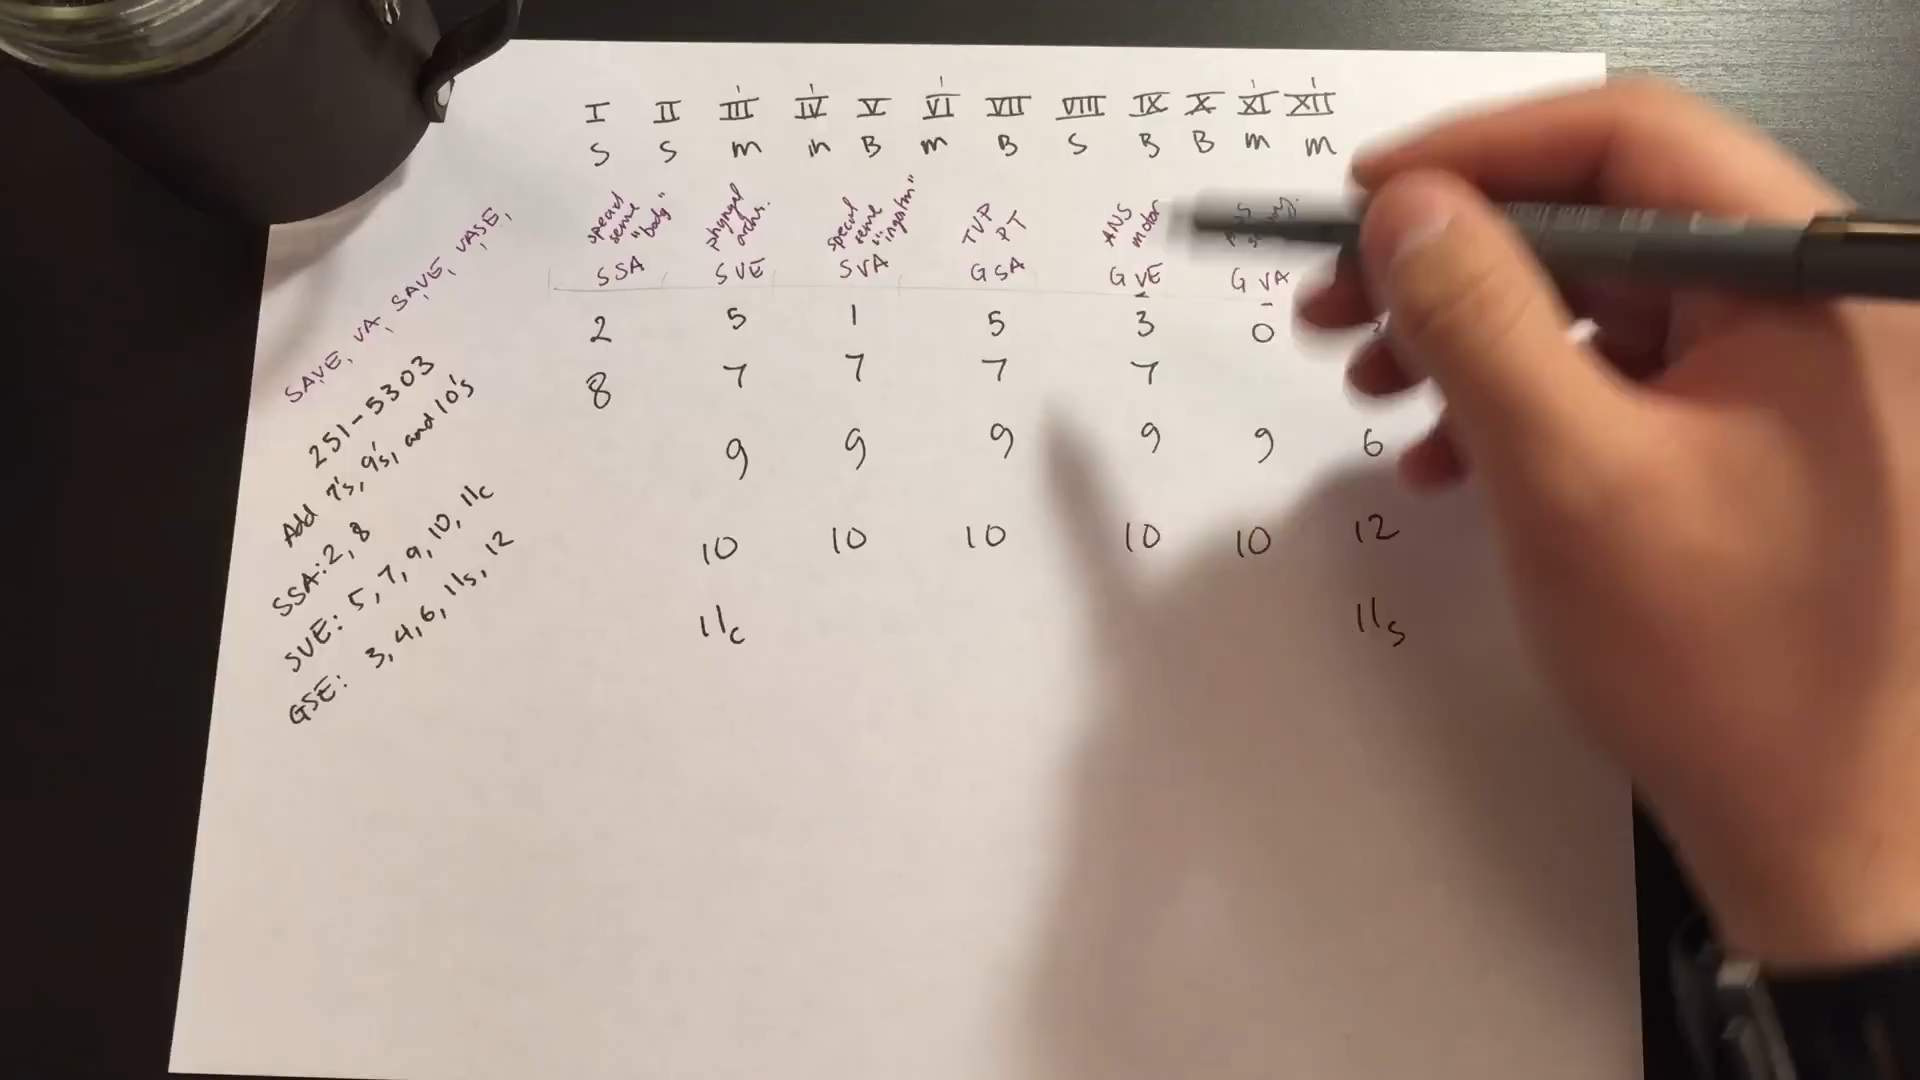 I II III IV V VI VII VIII IX X XI XII
S S M M B M B S B B M M
special sense "body"
pharyngeal archs.
special sense "ingestion"
TVP PT
ANS motor
SSA SVE SVA GSA GVE GVA
2 5 1 5 3 0
8 7 7 7 7
9 9 9 9 9 6
10 10 10 10 10 12
11c 11s
SAVE, VA, SAVE, VASE,
251-5303
Add 7's, 9's, and 10's
SSA: 2, 8
SVE: 5, 7, 9, 10, 11c
GSE: 3, 4, 6, 11s, 12